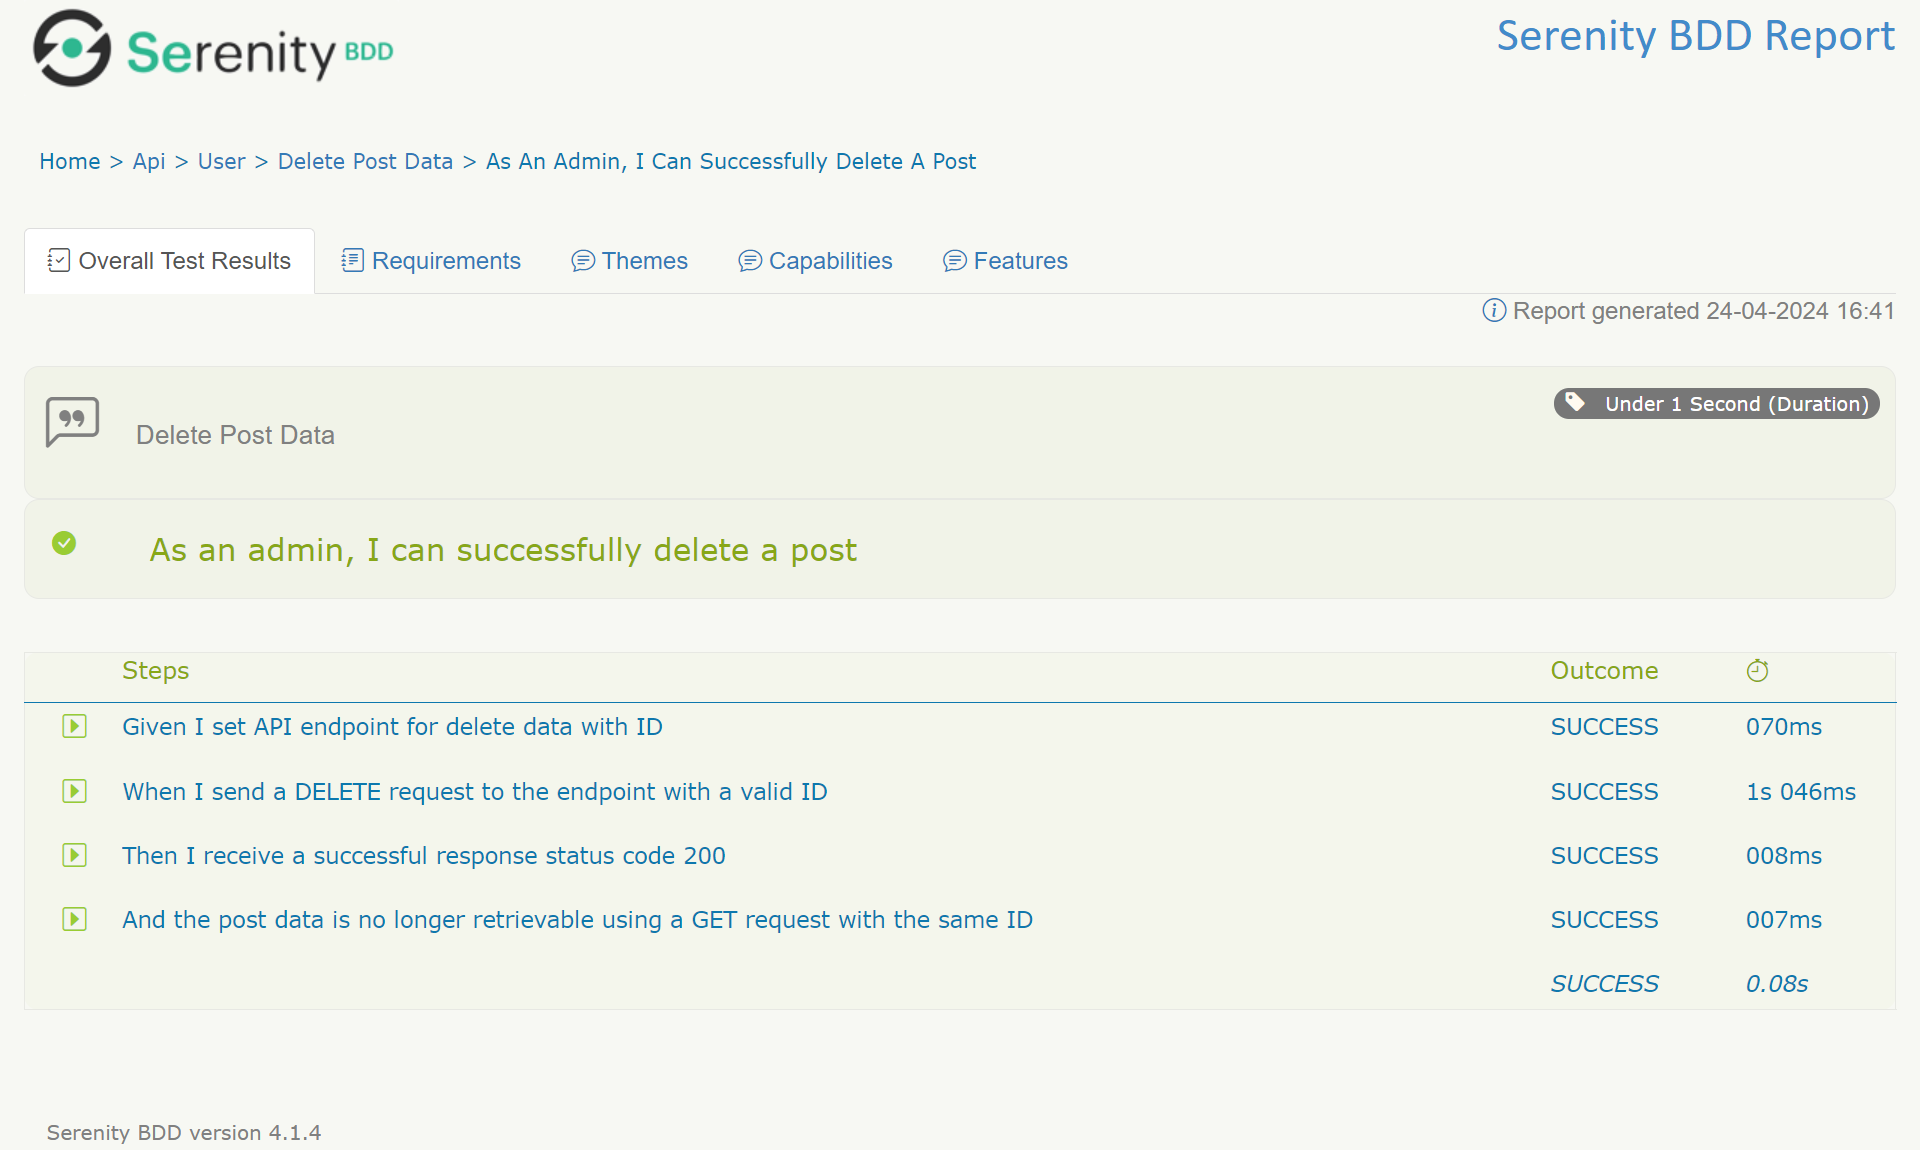 Serenity BDD
Serenity BDD Report
Home > Api > User > Delete Post Data > As An Admin, I Can Successfully Delete A Post
Overall Test Results
Requirements
Themes
Capabilities
Features
Report generated 24-04-2024 16:41
Delete Post Data
Under 1 Second (Duration)
As an admin, I can successfully delete a post
Steps Outcome
Given I set API endpoint for delete data with ID SUCCESS 070ms
When I send a DELETE request to the endpoint with a valid ID SUCCESS 1s 046ms
Then I receive a successful response status code 200 SUCCESS 008ms
And the post data is no longer retrievable using a GET request with the same ID SUCCESS 007ms
SUCCESS 0.08s
Serenity BDD version 4.1.4